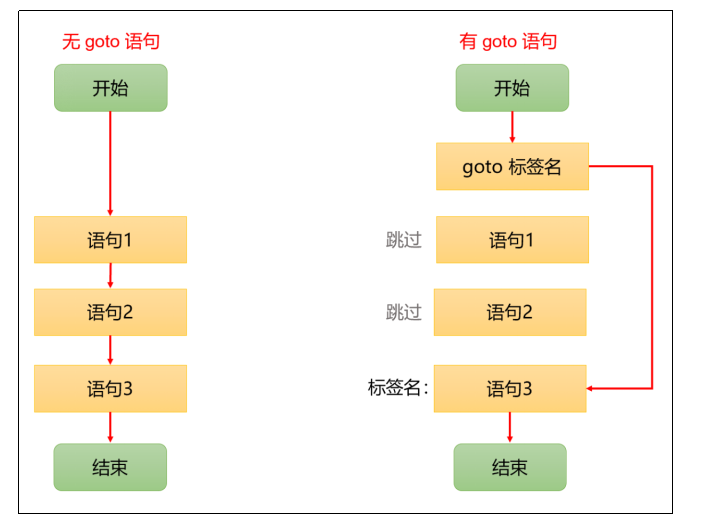 无 goto 语句
开始
语句1
语句2
语句3
结束
有 goto 语句
开始
goto 标签名
跳过 语句1
跳过 语句2
标签名: 语句3
结束